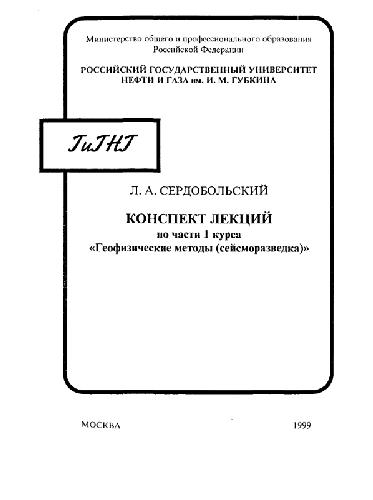 Министерство общего и профессионального образования
Российской Федерации
РОССИЙСКИЙ ГОСУДАРСТВЕННЫЙ УНИВЕРСИТЕТ
НЕФТИ И ГАЗА им. И. М. ГУБКИНА
ГиГНГ
Л. А. СЕРДОБОЛЬСКИЙ
КОНСПЕКТ ЛЕКЦИЙ
по части 1 курса
«Геофизические методы (сейсморазведка)»
МОСКВА 1999